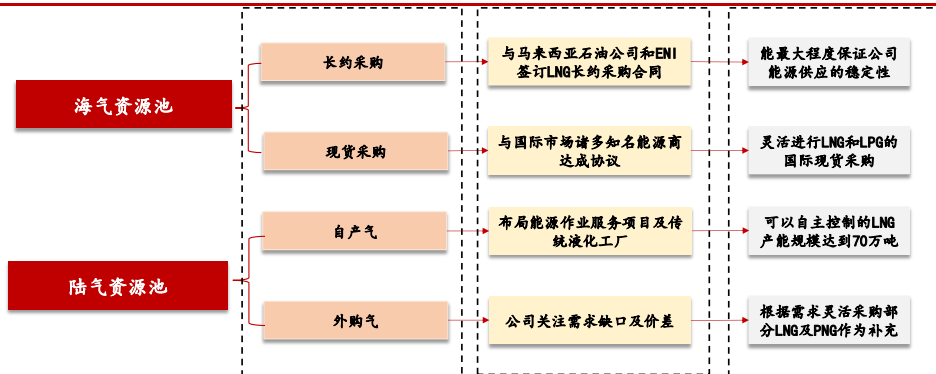 海气资源池
长约采购
与马来西亚石油公司和ENI
签订LNG长约采购合同
能最大程度保证公司
能源供应的稳定性
现货采购
与国际市场诸多知名能源商
达成协议
灵活进行LNG和LPG的
国际现货采购
陆气资源池
自产气
布局能源作业服务项目及传
统液化工厂
可以自主控制的LNG
产能规模达到70万吨
外购气
公司关注需求缺口及价差
根据需求灵活采购部
分LNG及PNG作为补充